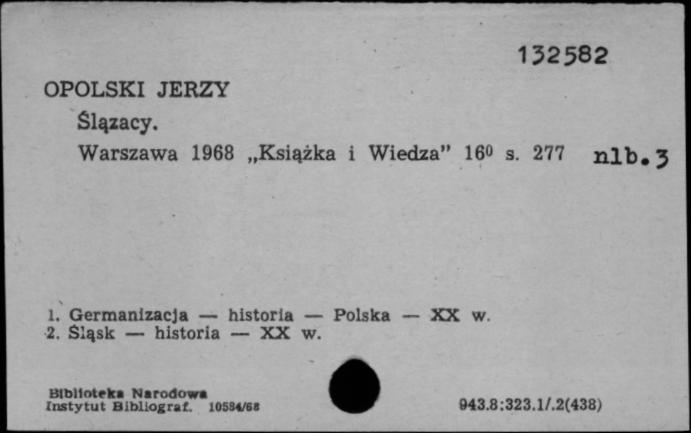 132582
OPOLSKI JERZY
Ślązacy.
Warszawa 1968 „Książka i Wiedza” 16⁰ s. 277 nlb. 3
1. Germanizacja — historia — Polska — XX w.
2. Śląsk — historia — XX w.
Biblioteka Narodowa
Instytut Bibliograf. 10584/68 943.8:323.1/.2(438)